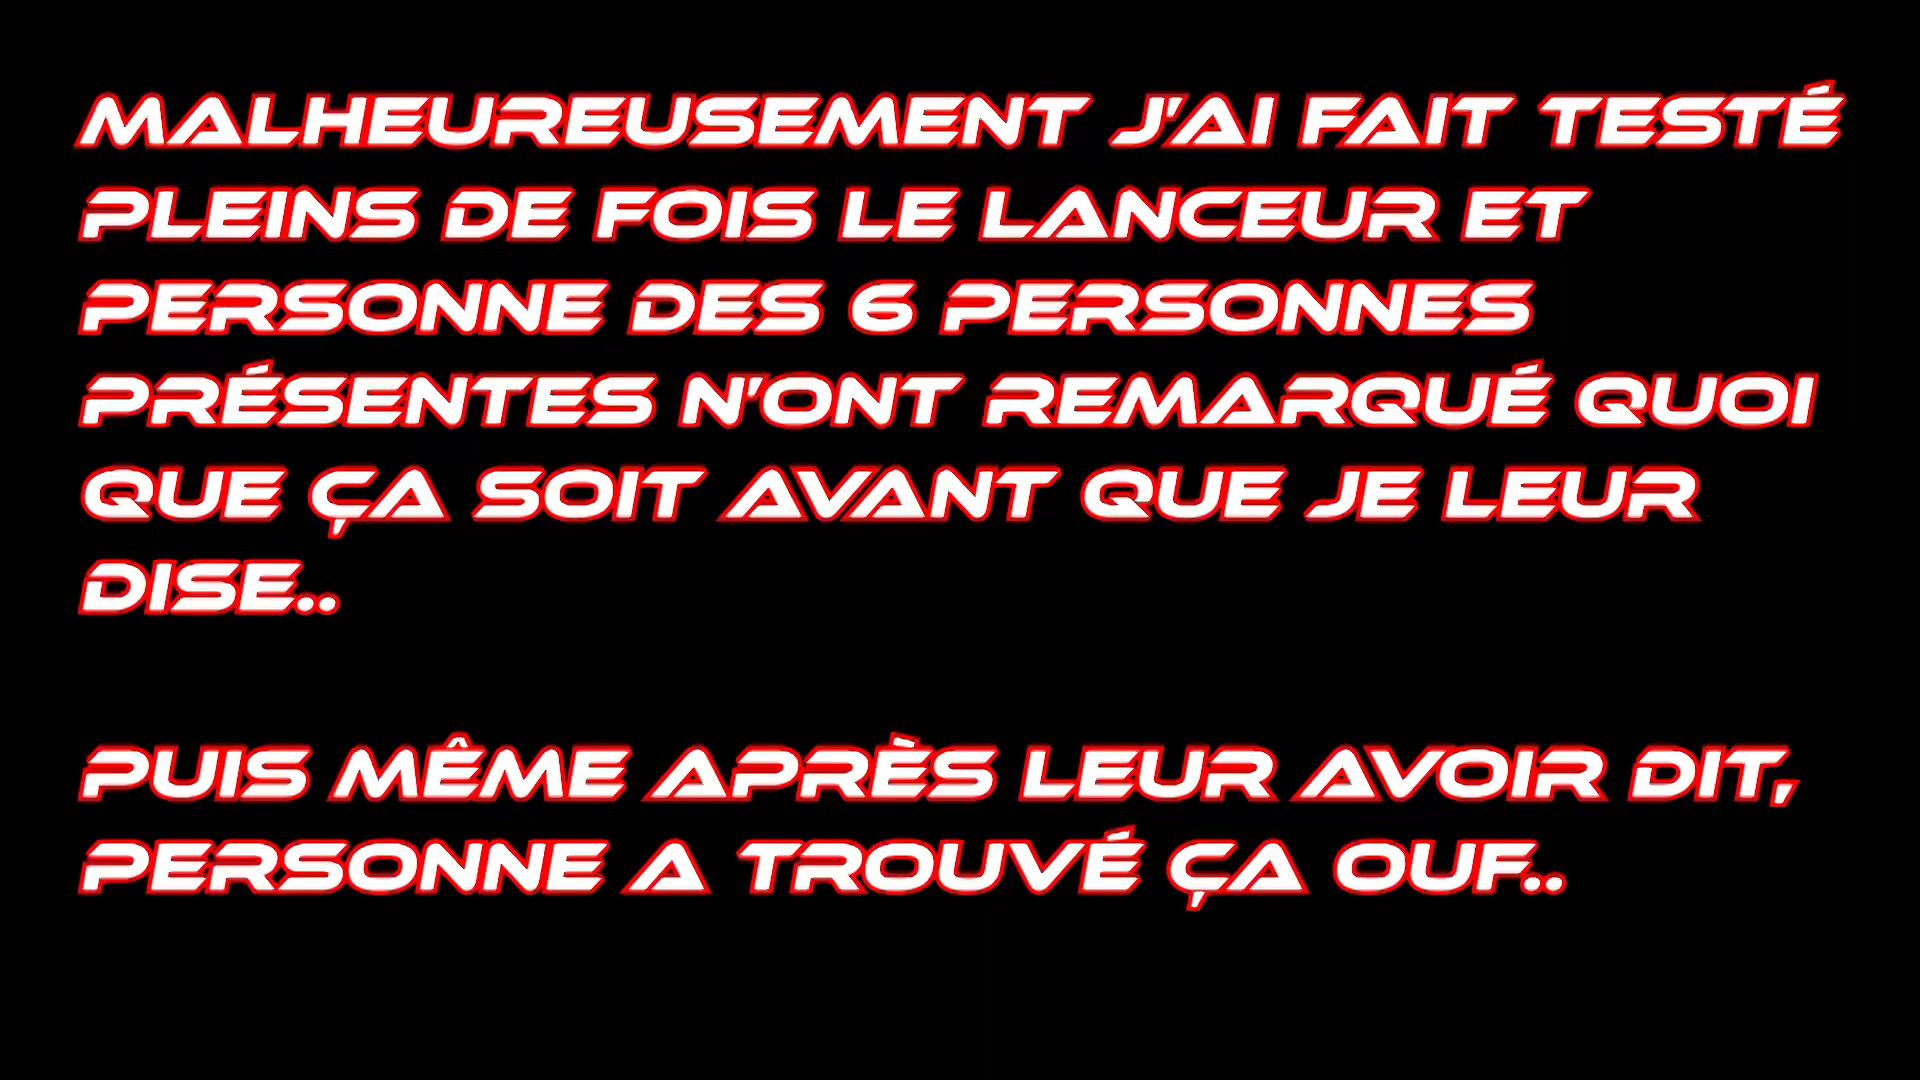 MALHEUREUSEMENT J'AI FAIT TESTÉ
PLEINS DE FOIS LE LANCEUR ET
PERSONNE DES 6 PERSONNES
PRÉSENTES N'ONT REMARQUÉ QUOI
QUE ÇA SOIT AVANT QUE JE LEUR
DISE..
PUIS MÊME APRÈS LEUR AVOIR DIT,
PERSONNE A TROUVÉ ÇA OUF..